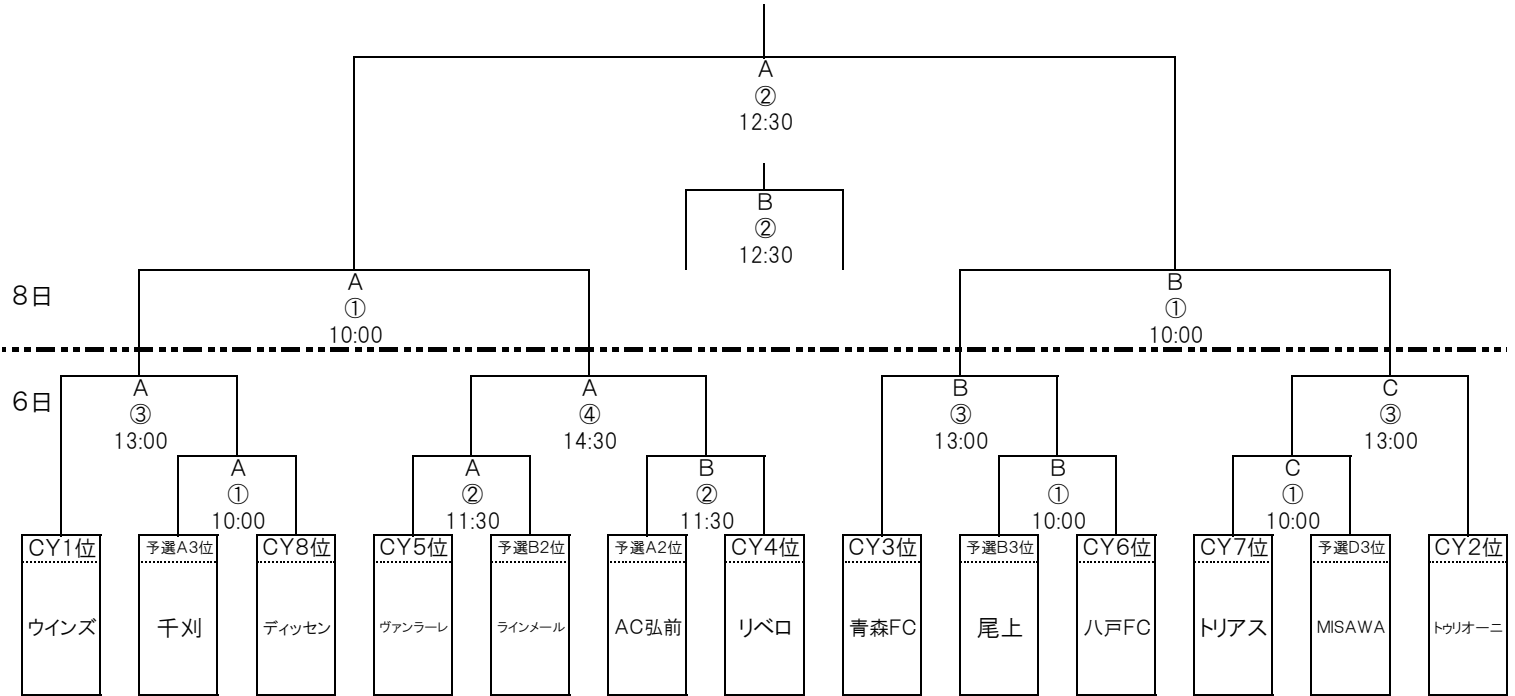 A
②
12:30
B
②
12:30
8日
A
①
10:00
B
①
10:00
6日
A
③
13:00
A
④
14:30
B
③
13:00
C
③
13:00
A
①
10:00
A
②
11:30
B
②
11:30
B
①
10:00
C
①
10:00
CY1位
予選A3位
CY8位
CY5位
予選B2位
予選A2位
CY4位
CY3位
予選B3位
CY6位
CY7位
予選D3位
CY2位
ウインズ
千刈
ディッセン
ヴァンラーレ
ラインメール
AC弘前
リベロ
青森FC
尾上
八戸FC
トリアス
MISAWA
トゥリオーニ